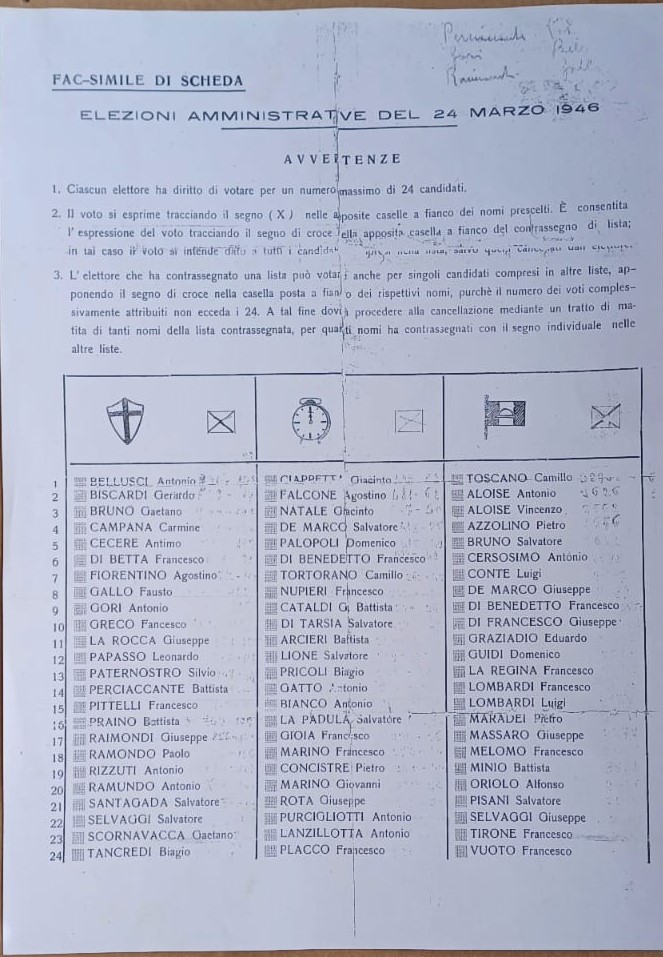 FAC-SIMILE DI SCHEDA
ELEZIONI AMMINISTRATIVE DEL 24 MARZO 1946
AVVERTENZE
1. Ciascun elettore ha diritto di votare per un numero massimo di 24 candidati.
2. Il voto si esprime tracciando il segno (X) nelle apposite caselle a fianco dei nomi prescelti. È consentita
l'espressione del voto tracciando il segno di croce nella apposita casella a fianco del contrassegno di lista;
in tal caso il voto si intende dato a tutti i
3. L'elettore che ha contrassegnato una lista può votare anche per singoli candidati compresi in altre liste, ap-
ponendo il segno di croce nella casella posta a fianco dei rispettivi nomi, purchè il numero dei voti comples-
sivamente attribuiti non ecceda i 24. A tal fine dovrà procedere alla cancellazione mediante un tratto di ma-
tita di tanti nomi della lista contrassegnata, per quanti nomi ha contrassegnati con il segno individuale nelle
altre liste.
1 BELLUSCI Antonio CIAPPETTA Giacinto TOSCANO Camillo
2 BISCARDI Gerardo FALCONE Agostino ALOISE Antonio
3 BRUNO Gaetano NATALE Giacinto ALOISE Vincenzo
4 CAMPANA Carmine DE MARCO Salvatore AZZOLINO Pietro
5 CECERE Antimo PALOPOLI Domenico BRUNO Salvatore
6 DI BETTA Francesco DI BENEDETTO Francesco CERSOSIMO Antonio
7 FIORENTINO Agostino TORTORANO Camillo CONTE Luigi
8 GALLO Fausto NUPIERI Francesco DE MARCO Giuseppe
9 GORI Antonio CATALDI G. Battista DI BENEDETTO Francesco
10 GRECO Fancesco DI TARSIA Salvatore DI FRANCESCO Giuseppe
11 LA ROCCA Giuseppe ARCIERI Battista GRAZIADIO Eduardo
12 PAPASSO Leonardo LIONE Salvatore GUIDI Domenico
13 PATERNOSTRO Silvio PRICOLI Biagio LA REGINA Francesco
14 PERCIACCANTE Battista GATTO Antonio LOMBARDI Francesco
15 PITTELLI Francesco BIANCO Antonio LOMBARDI Luigi
16 PRAINO Battista LA PADULA Salvatore MARADEI Pietro
17 RAIMONDI Giuseppe GIOIA Francesco MASSARO Giuseppe
18 RAMONDO Paolo MARINO Francesco MELOMO Francesco
19 RIZZUTI Antonio CONCISTRE Pietro MINIO Battista
20 RAMUNDO Antonio MARINO Giovanni ORIOLO Alfonso
21 SANTAGADA Salvatore ROTA Giuseppe PISANI Salvatore
22 SELVAGGI Salvatore PURCIGLIOTTI Antonio SELVAGGI Giuseppe
23 SCORNAVACCA Gaetano LANZILLOTTA Antonio TIRONE Francesco
24 TANCREDI Biagio PLACCO Francesco VUOTO Francesco